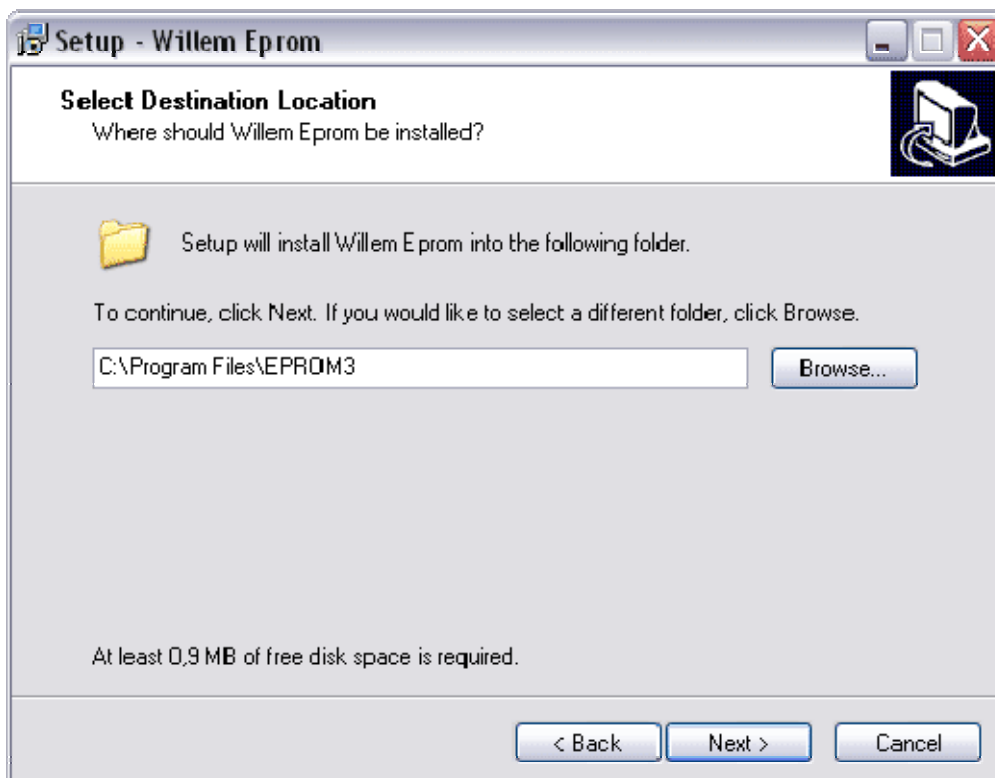 Setup - Willem Eprom
Select Destination Location
Where should Willem Eprom be installed?
Setup will install Willem Eprom into the following folder.
To continue, click Next. If you would like to select a different folder, click Browse.
C:\Program Files\EPROM3
Browse...
At least 0,9 MB of free disk space is required.
< Back
Next >
Cancel